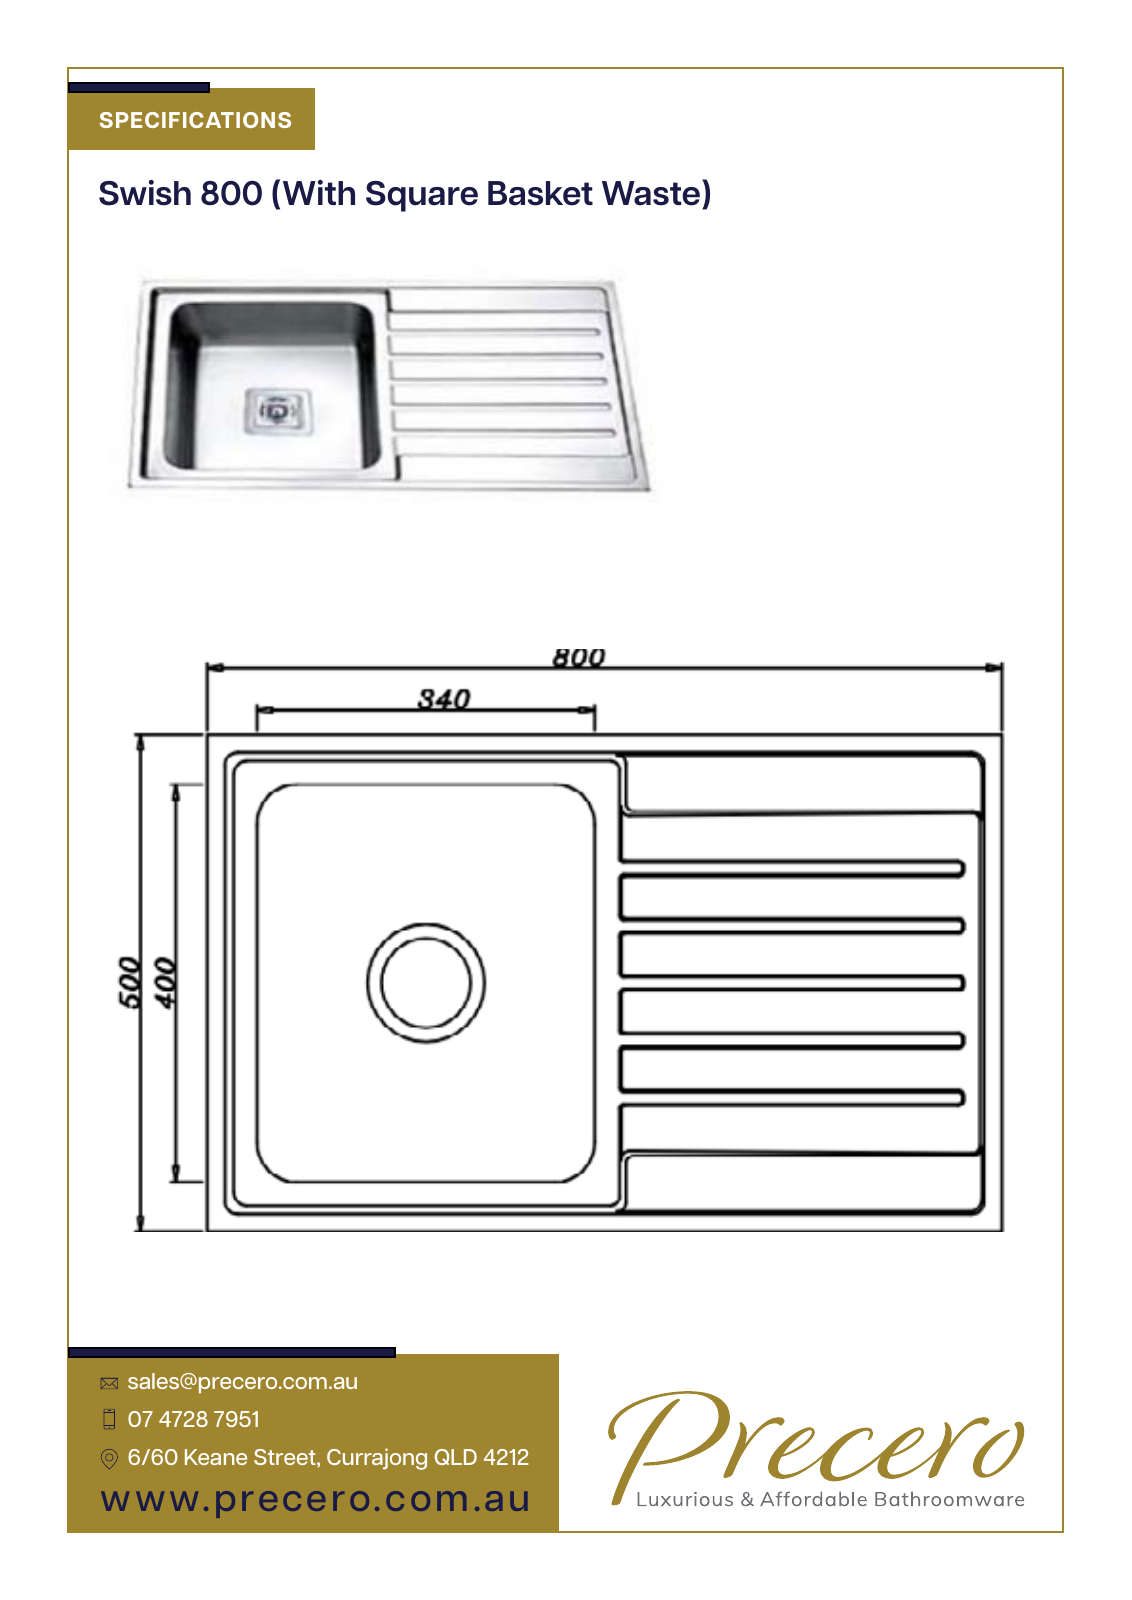 SPECIFICATIONS
Swish 800 (With Square Basket Waste)
800
340
500
400
sales@precero.com.au
07 4728 7951
6/60 Keane Street, Currajong QLD 4212
www.precero.com.au
Precero
Luxurious & Affordable Bathroomware